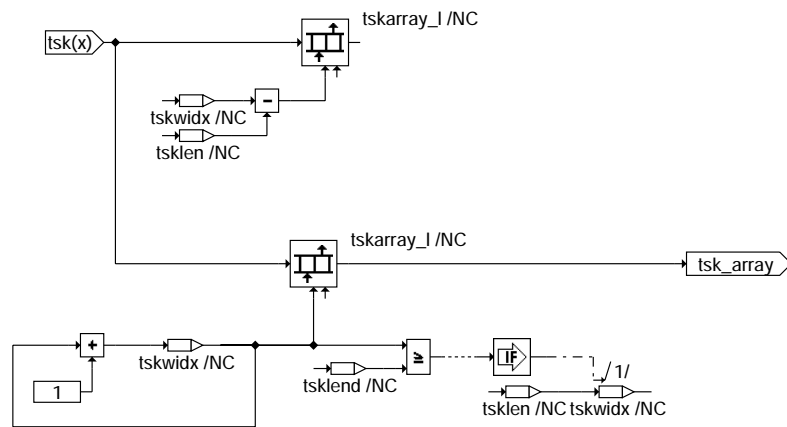 tskarray_l /NC
tsk(x)
-
tskwidx /NC
tsklen /NC
tskarray_l /NC
tsk_array
+
tskwidx /NC
≥
IF
/1/
1
tsklend /NC
tsklen /NC tskwidx /NC